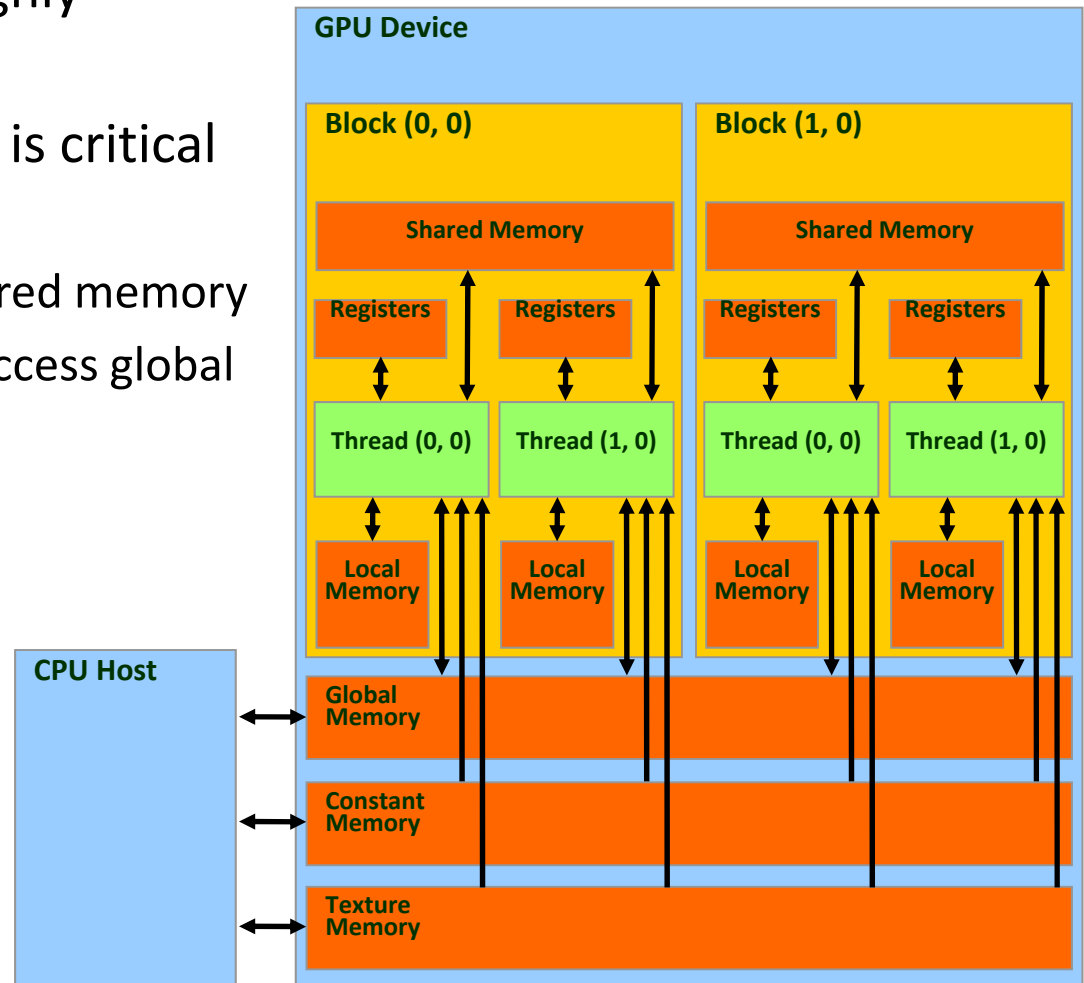 is critical
red memory
ccess global
GPU Device
Block (0, 0)
Block (1, 0)
Shared Memory
Shared Memory
Registers
Registers
Registers
Registers
Thread (0, 0)
Thread (1, 0)
Thread (0, 0)
Thread (1, 0)
Local
Memory
Local
Memory
Local
Memory
Local
Memory
CPU Host
Global
Memory
Constant
Memory
Texture
Memory